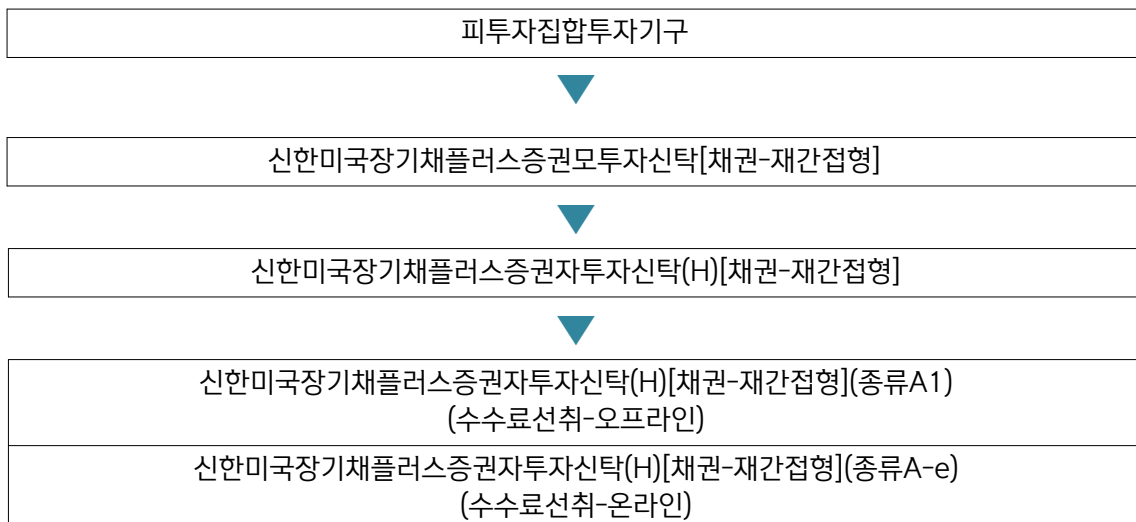 피투자집합투자기구
신한미국장기채플러스증권모투자신탁[채권-재간접형]
신한미국장기채플러스증권자투자신탁(H)[채권-재간접형]
신한미국장기채플러스증권자투자신탁(H)[채권-재간접형](종류A1)
(수수료선취-오프라인)
신한미국장기채플러스증권자투자신탁(H)[채권-재간접형](종류A-e)
(수수료선취-온라인)